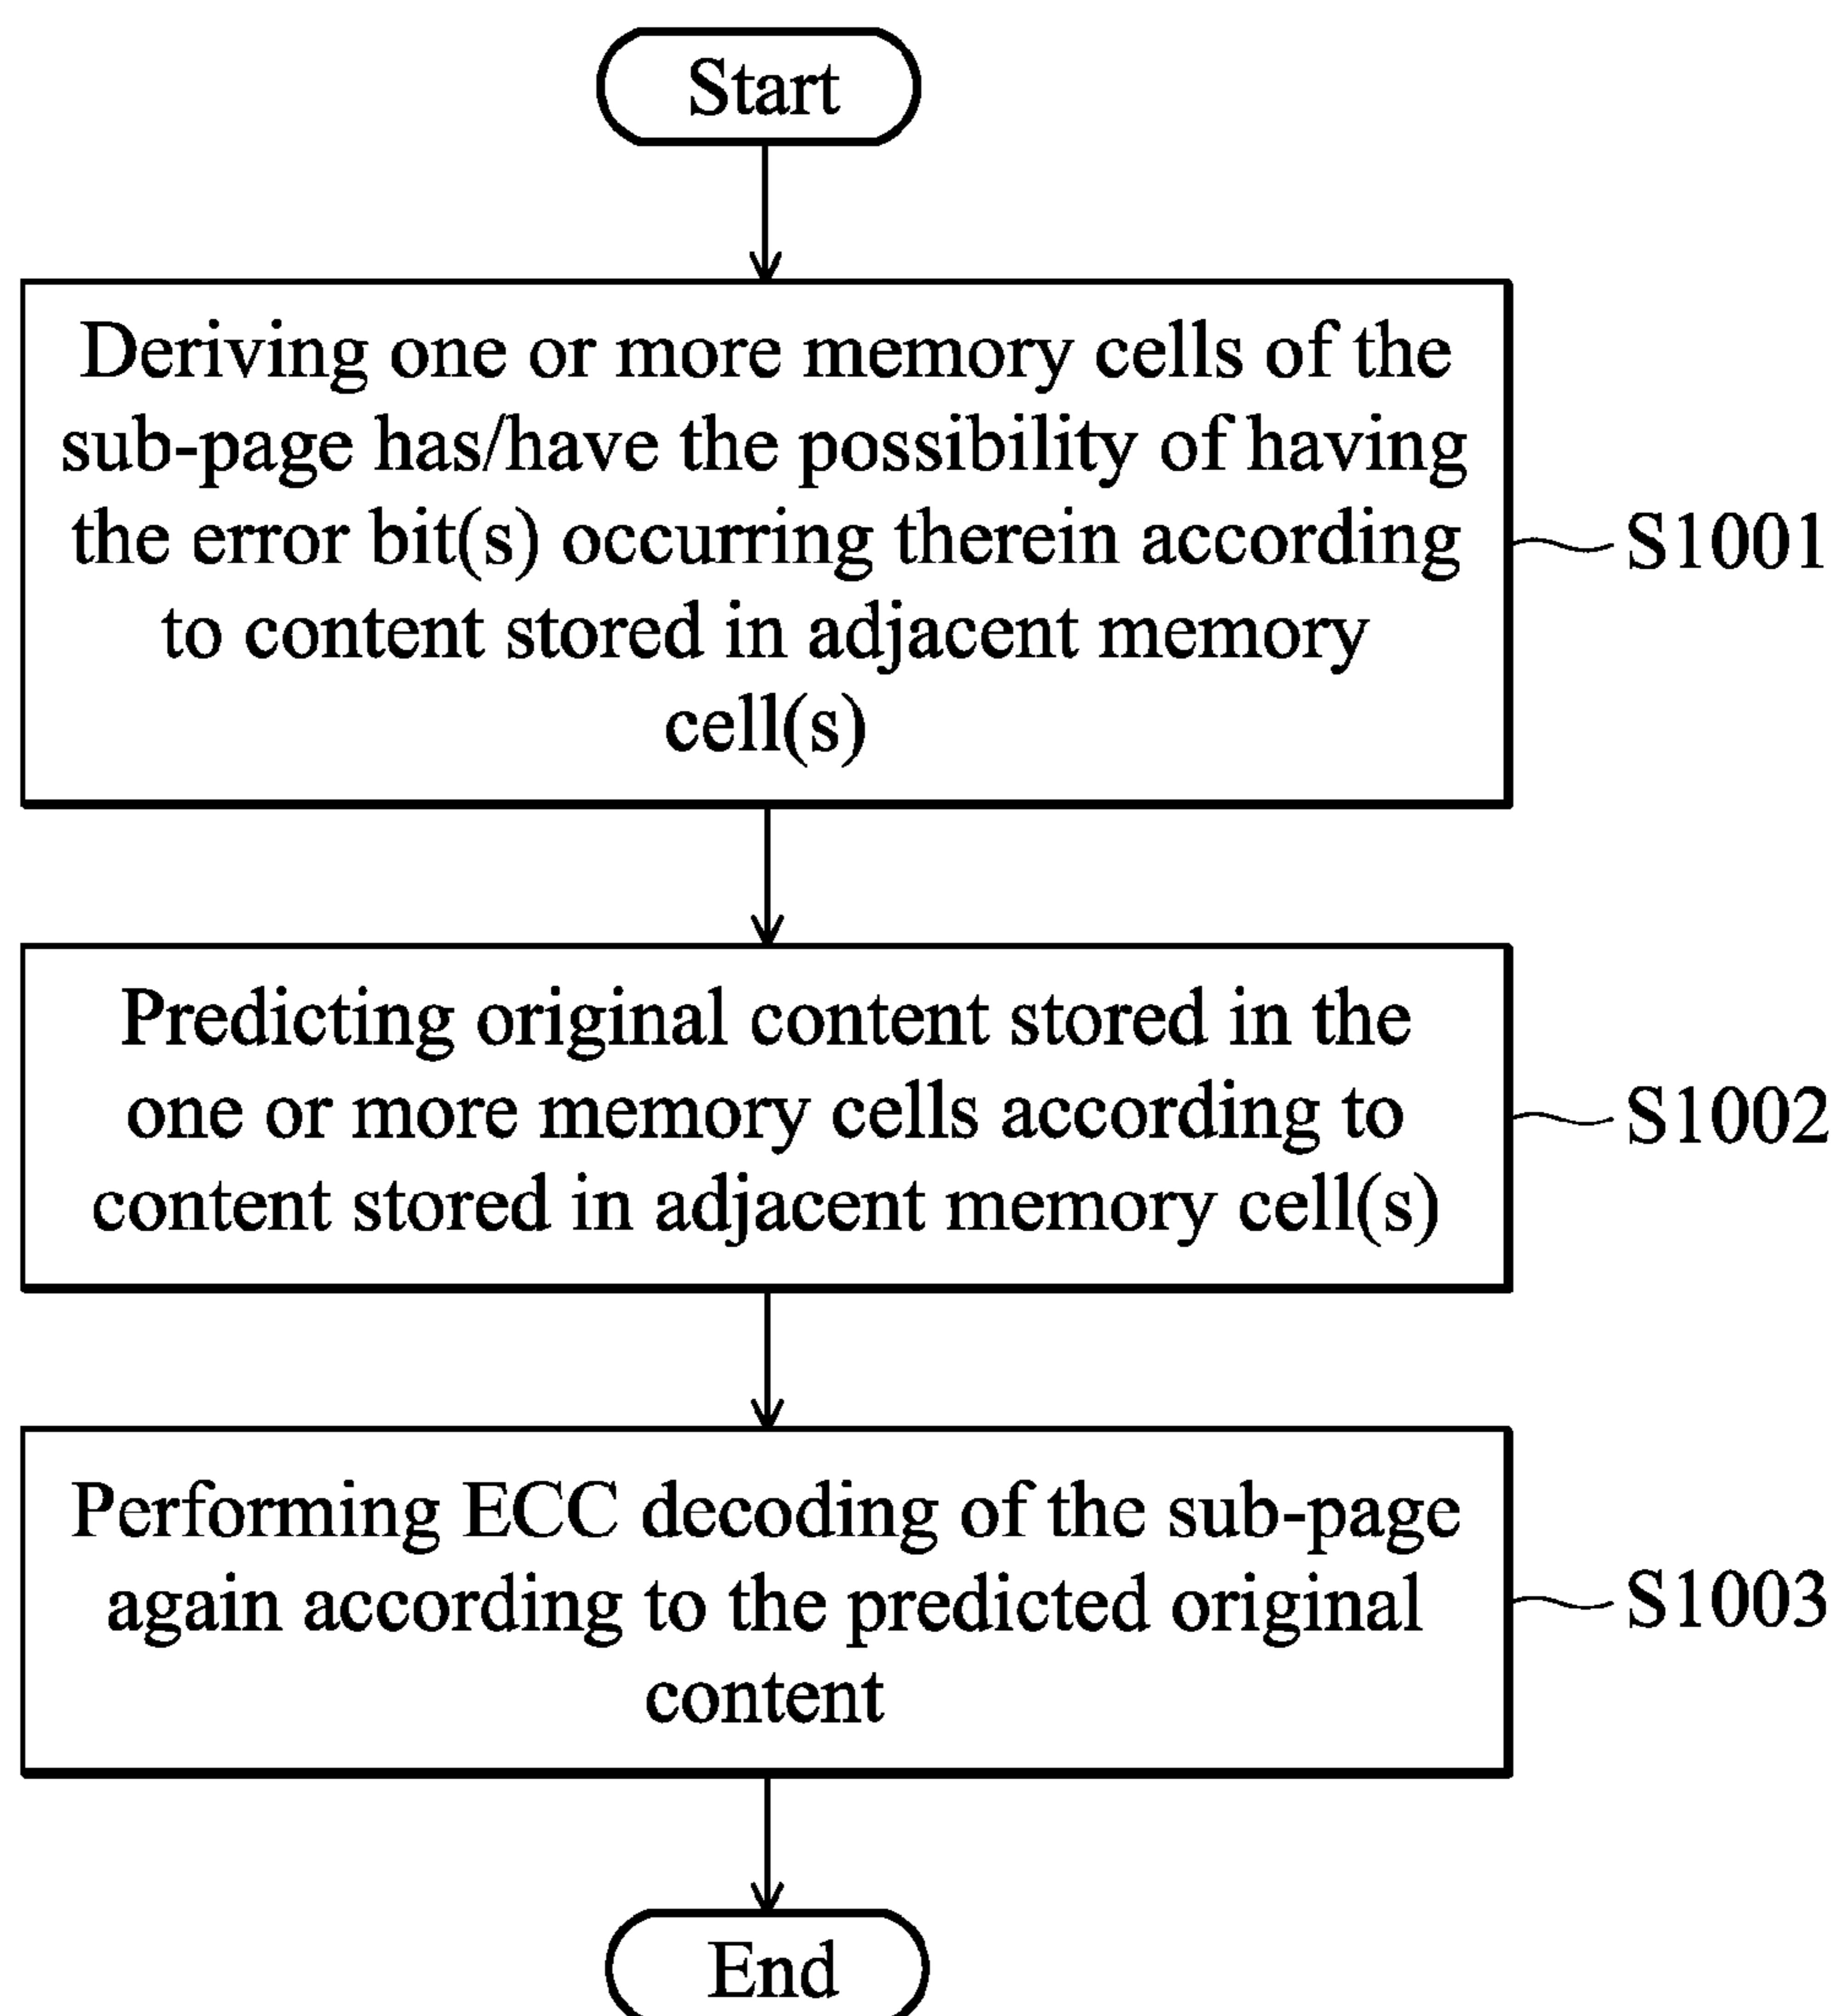 Start
Deriving one or more memory cells of the
sub-page has/have the possibility of having
the error bit(s) occurring therein according
to content stored in adjacent memory
cell(s)
S1001
Predicting original content stored in the
one or more memory cells according to
content stored in adjacent memory cell(s)
S1002
Performing ECC decoding of the sub-page
again according to the predicted original
content
S1003
End